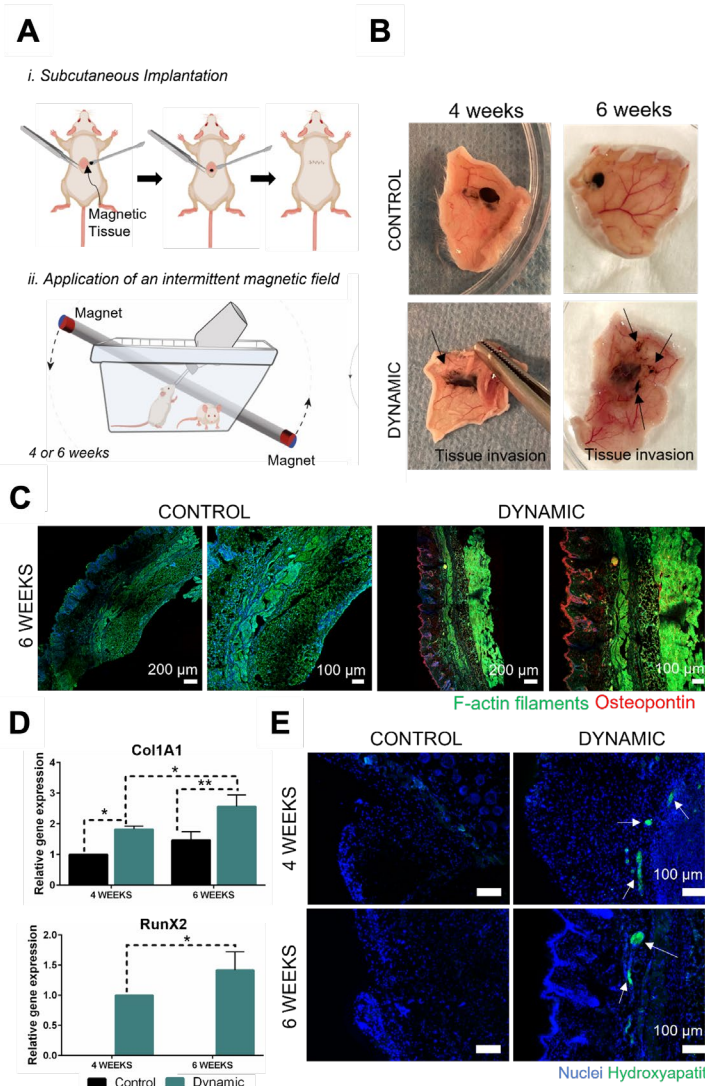 A
i. Subcutaneous Implantation
Magnetic
Tissue
ii. Application of an intermittent magnetic field
Magnet
4 or 6 weeks
Magnet
B
4 weeks
6 weeks
CONTROL
DYNAMIC
Tissue invasion
Tissue invasion
C
CONTROL
DYNAMIC
6 WEEKS
200 µm
100 µm
200 µm
100 µm
F-actin filaments Osteopontin
D
Col1A1
Relative gene expression
4
3
2
1
0
*
*
**
4 WEEKS
6 WEEKS
RunX2
Relative gene expression
2.0
1.5
1.0
0.5
0.0
*
4 WEEKS
6 WEEKS
Control
Dynamic
E
CONTROL
DYNAMIC
4 WEEKS
100 µm
6 WEEKS
100 µm
Nuclei Hydroxyapatit